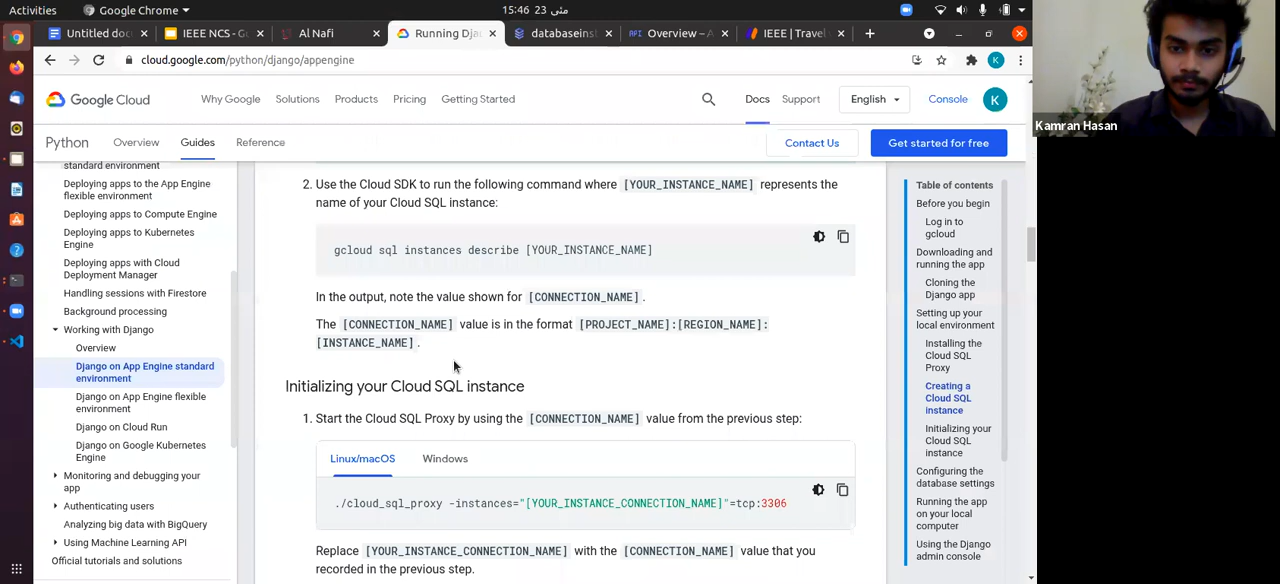 Activities
Google Chrome
15:46 23 مئی
Untitled doc
IEEE NCS - G
Al Nafi
Running Dja
databaseinst
Overview – A
IEEE | Travel
cloud.google.com/python/django/appengine
K
Google Cloud
Why Google
Solutions
Products
Pricing
Getting Started
Docs
Support
English
Console
K
Python
Overview
Guides
Reference
Contact Us
Get started for free
standard environment
Deploying apps to the App Engine
flexible environment
Deploying apps to Compute Engine
Deploying apps to Kubernetes
Engine
Deploying apps with Cloud
Deployment Manager
Handling sessions with Firestore
Background processing
Working with Django
Overview
Django on App Engine standard
environment
Django on App Engine flexible
environment
Django on Cloud Run
Django on Google Kubernetes
Engine
Monitoring and debugging your
app
Authenticating users
Analyzing big data with BigQuery
Using Machine Learning API
Official tutorials and solutions
2. Use the Cloud SDK to run the following command where [YOUR_INSTANCE_NAME] represents the
name of your Cloud SQL instance:
gcloud sql instances describe [YOUR_INSTANCE_NAME]
In the output, note the value shown for [CONNECTION_NAME].
The [CONNECTION_NAME] value is in the format [PROJECT_NAME]:[REGION_NAME]:
[INSTANCE_NAME].
Initializing your Cloud SQL instance
1. Start the Cloud SQL Proxy by using the [CONNECTION_NAME] value from the previous step:
Linux/macOS
Windows
./cloud_sql_proxy -instances="[YOUR_INSTANCE_CONNECTION_NAME]"=tcp:3306
Replace [YOUR_INSTANCE_CONNECTION_NAME] with the [CONNECTION_NAME] value that you
recorded in the previous step.
Table of contents
Before you begin
Log in to
gcloud
Downloading and
running the app
Cloning the
Django app
Setting up your
local environment
Installing the
Cloud SQL
Proxy
Creating a
Cloud SQL
instance
Initializing your
Cloud SQL
instance
Configuring the
database settings
Running the app
on your local
computer
Using the Django
admin console
Kamran Hasan